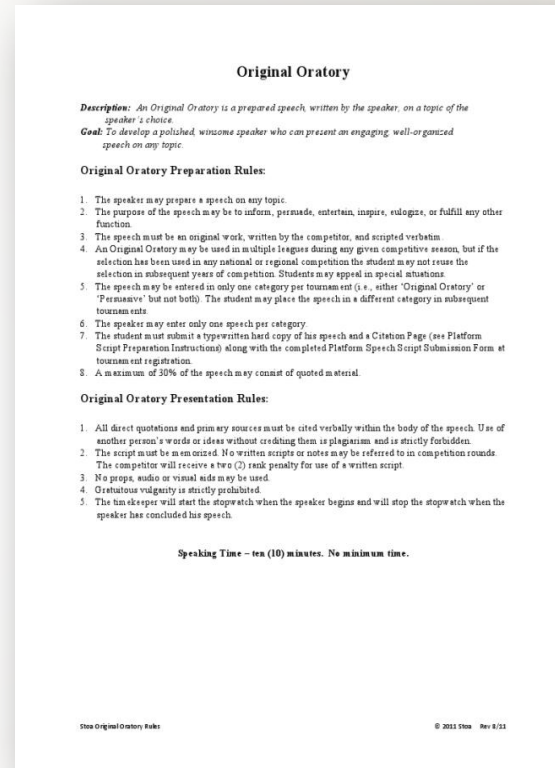 Original Oratory
Description: An Original Oratory is a prepared speech, written by the speaker, on a topic of the
speaker's choice.
Goal: To develop a polished, winsome speaker who can present an engaging, well-organized
speech on any topic.
Original Oratory Preparation Rules:
1. The speaker may prepare a speech on any topic.
2. The purpose of the speech may be to inform, persuade, entertain, inspire, eulogize, or fulfill any other
function.
3. The speech must be an original work, written by the competitor, and scripted verbatim.
4. An Original Oratory may be used in multiple leagues during any given competitive season, but if the
selection has been used in any national or regional competition the student may not reuse the
selection in subsequent years of competition. Students may appeal in special situations.
5. The speech may be entered in only one category per tournament (i.e., either 'Original Oratory' or
'Persuasive' but not both). The student may place the speech in a different category in subsequent
tournaments.
6. The speaker may enter only one speech per category.
7. The student must submit a typewritten hard copy of his speech and a Citation Page (see Platform
Script Preparation Instructions) along with the completed Platform Speech Script Submission Form at
tournament registration.
8. A maximum of 30% of the speech may consist of quoted material.
Original Oratory Presentation Rules:
1. All direct quotations and primary sources must be cited verbally within the body of the speech. Use of
another person's words or ideas without crediting them is plagiarism and is strictly forbidden.
2. The script must be memorized. No written scripts or notes may be referred to in competition rounds.
The competitor will receive a two (2) rank penalty for use of a written script.
3. No props, audio or visual aids may be used.
4. Gratuitous vulgarity is strictly prohibited.
5. The timekeeper will start the stopwatch when the speaker begins and will stop the stopwatch when the
speaker has concluded his speech.
Speaking Time – ten (10) minutes. No minimum time.
Stoa Original Oratory Rules © 2011 Stoa Rev 8/11